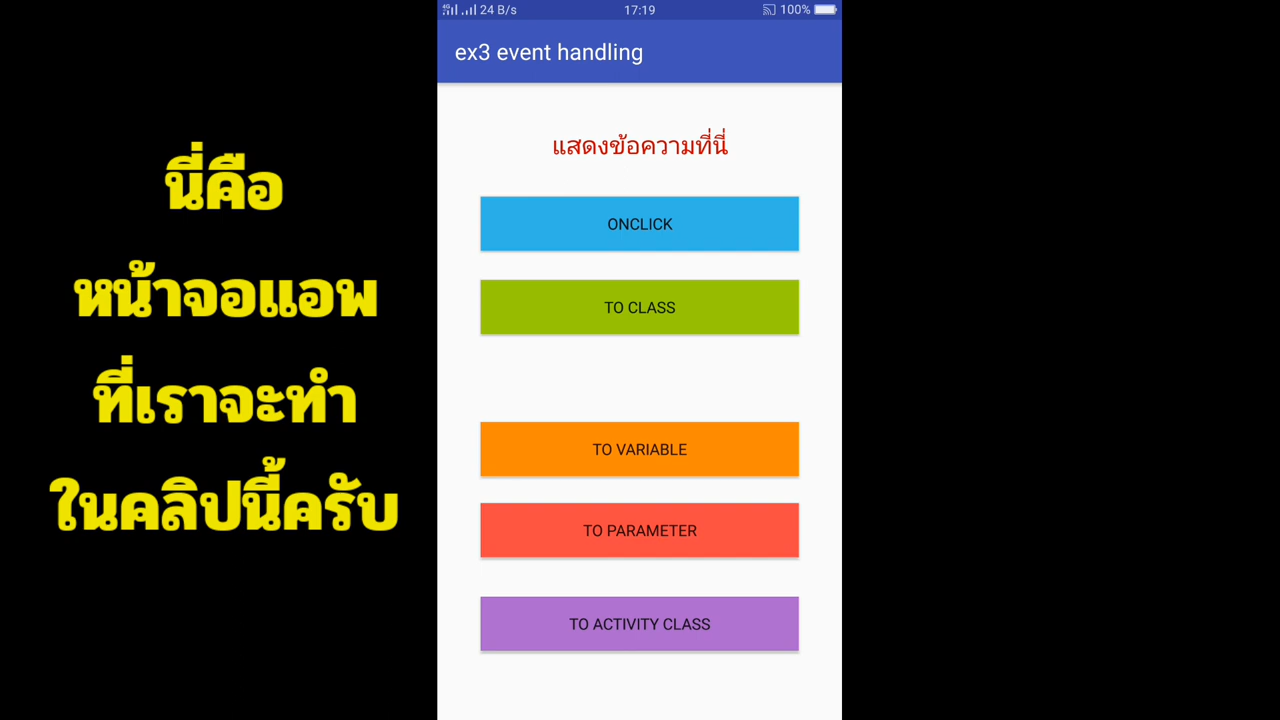 24 B/s 17:19 100%
ex3 event handling
แสดงข้อความที่นี่
ONCLICK
TO CLASS
TO VARIABLE
TO PARAMETER
TO ACTIVITY CLASS
นี่คือ
หน้าจอแอพ
ที่เราจะทำ
ในคลิปนี้ครับ